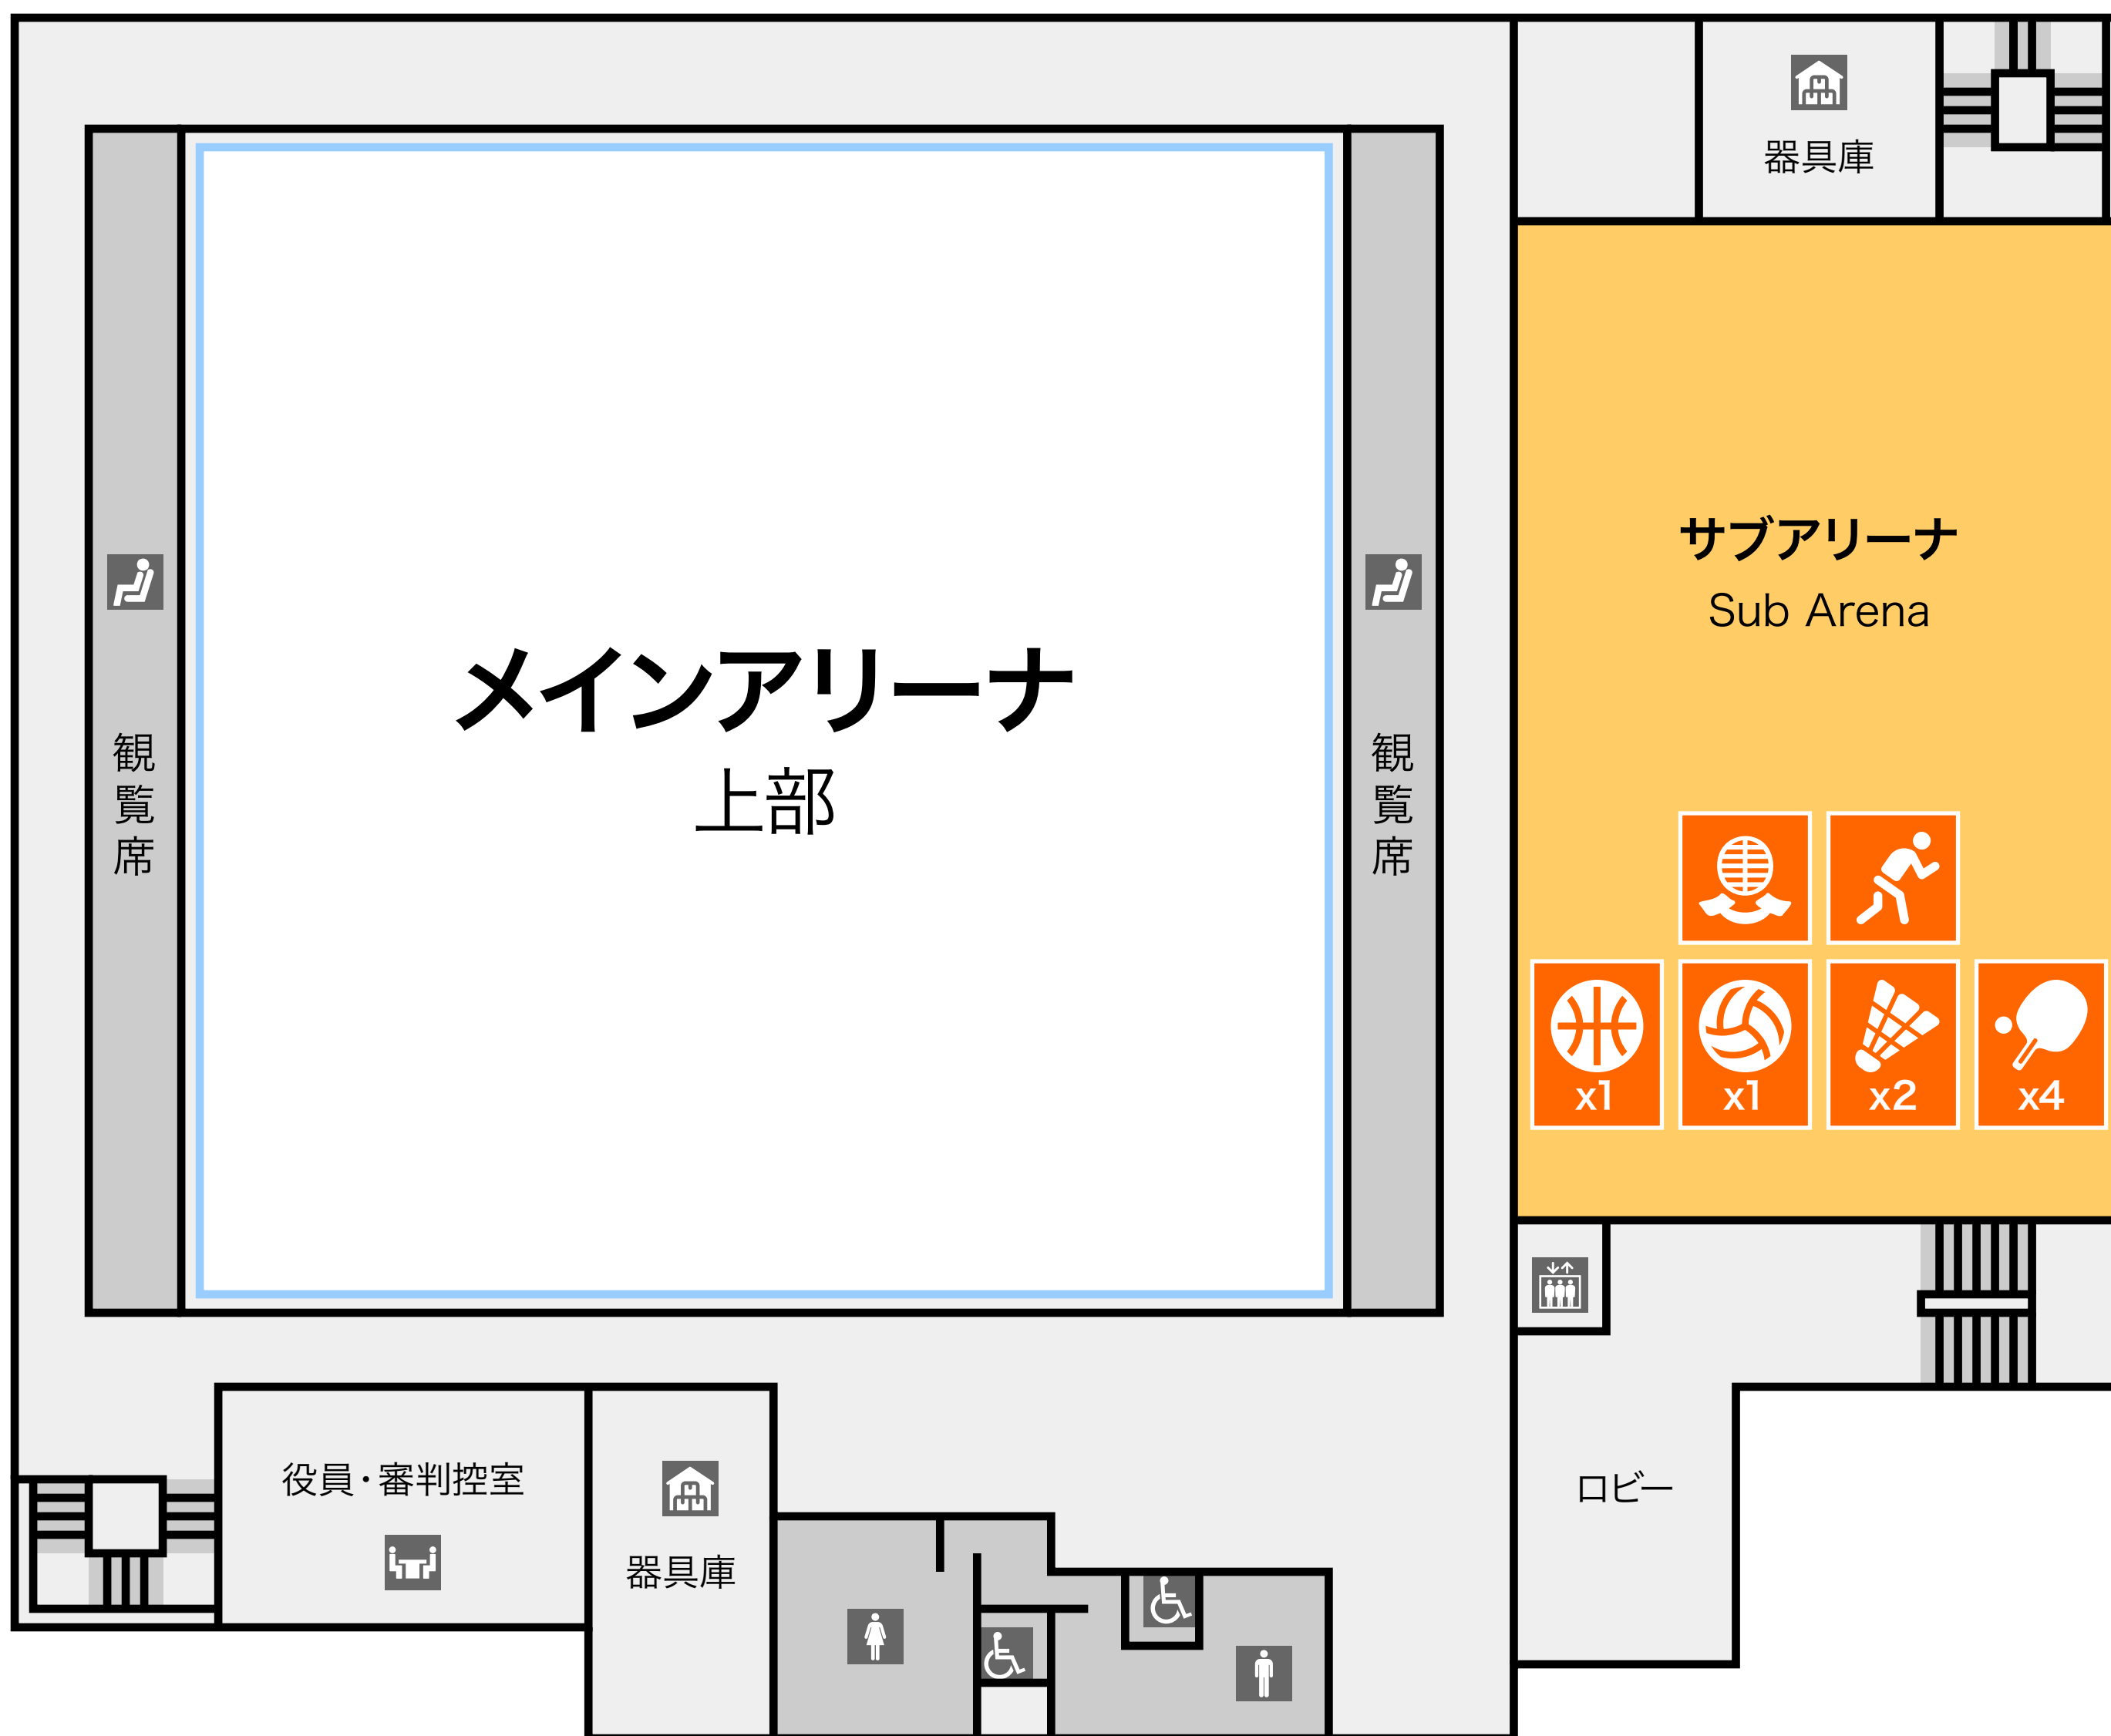 器具庫
サブアリーナ
Sub Arena
メインアリーナ
上部
観覧席
観覧席
x1
x1
x2
x4
役員・審判控室
器具庫
ロビー